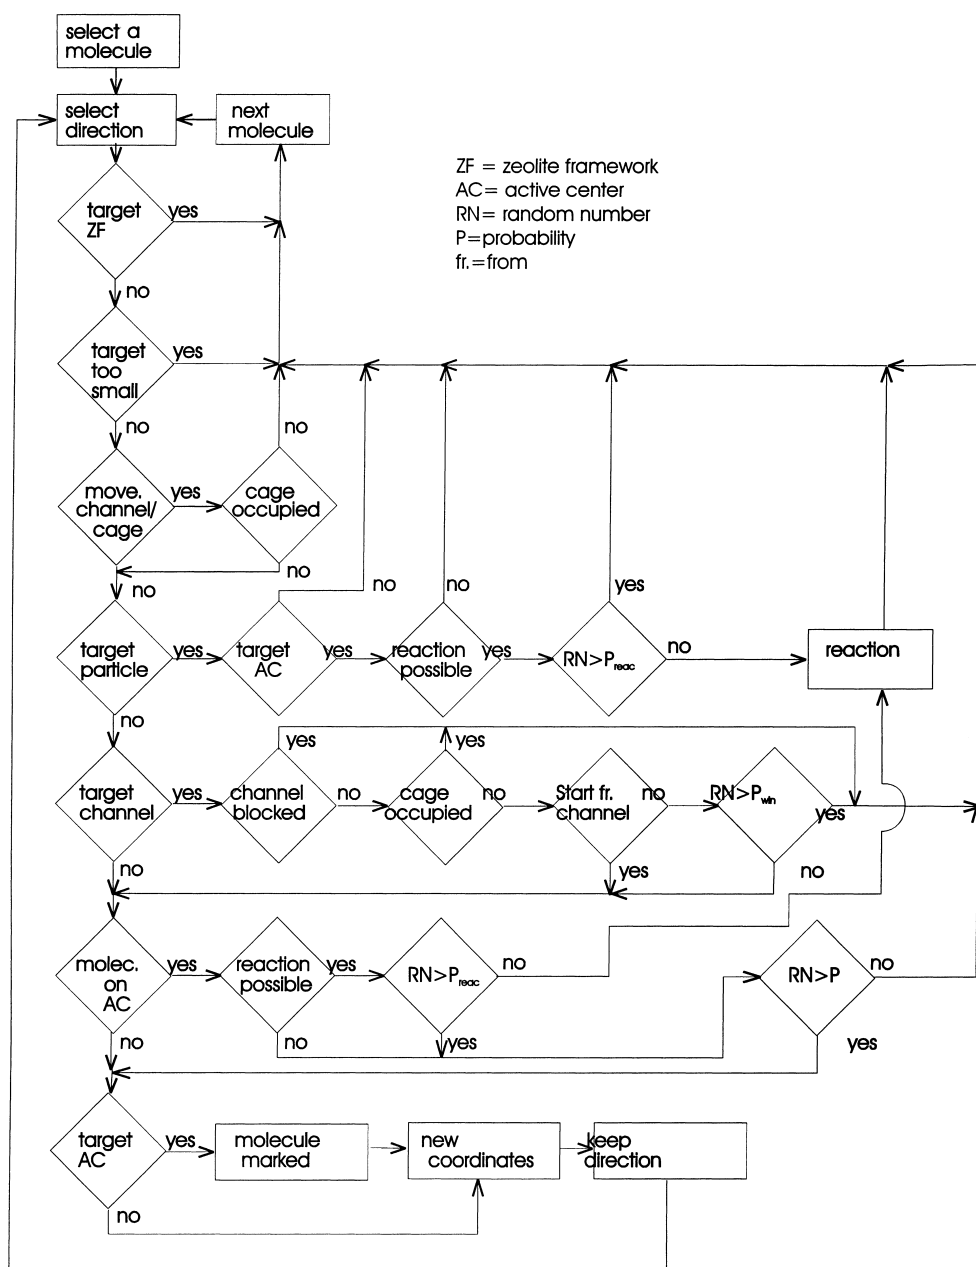 select a
molecule
select
direction
next
molecule
ZF = zeolite framework
AC= active center
RN= random number
P=probability
fr.=from
target
ZF
yes
no
target
too
small
yes
no
no
move.
channel/
cage
yes
cage
occupied
no
no
no
no
yes
target
particle
yes
target
AC
yes
reaction
possible
yes
RN>Preac
no
reaction
no
yes
yes
target
channel
yes
channel
blocked
no
cage
occupied
no
Start fr.
channel
no
RN>Pwin
yes
no
yes
no
molec.
on
AC
yes
reaction
possible
yes
RN>Preac
no
RN>P
no
no
no
yes
yes
target
AC
yes
molecule
marked
new
coordinates
keep
direction
no